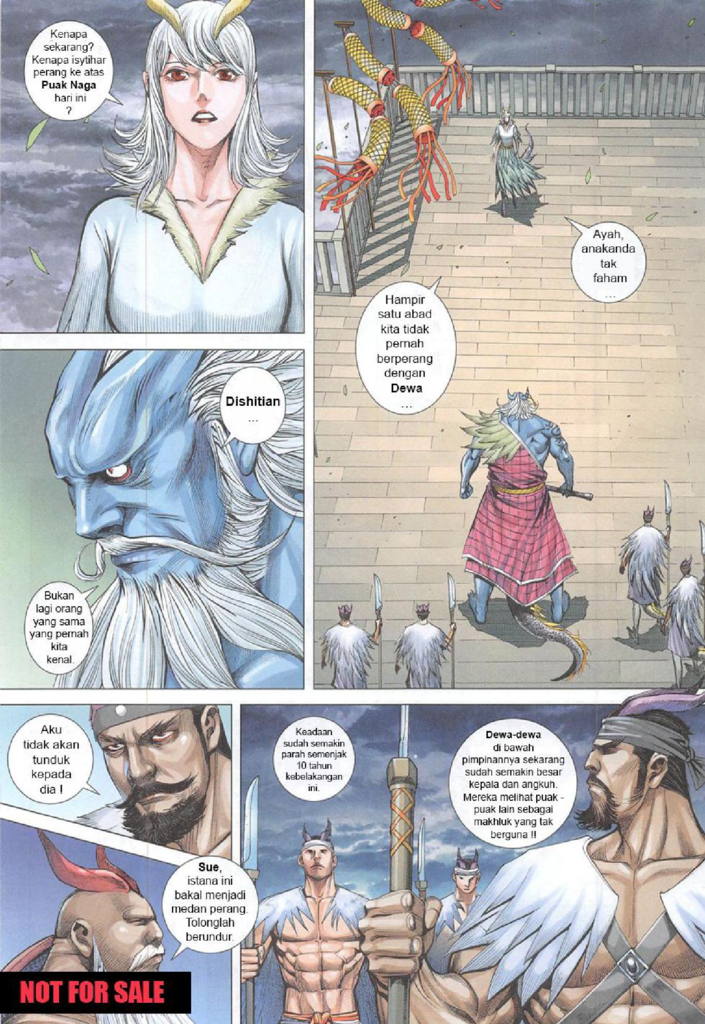 Kenapa
sekarang?
Kenapa isytihar
perang ke atas
Puak Naga
hari ini
?
Ayah,
anakanda
tak
faham
...
Hampir
satu abad
kita tidak
pernah
berperang
dengan
Dewa
...
Dishitian
...
Bukan
lagi orang
yang sama
yang pernah
kita
kenal.
Aku
tidak akan
tunduk
kepada
dia !
Keadaan
sudah semakin
parah semenjak
10 tahun
kebelakangan
ini.
Dewa-dewa
di bawah
pimpinannya sekarang
sudah semakin besar
kepala dan angkuh.
Mereka melihat puak -
puak lain sebagai
makhluk yang tak
berguna !!
Sue,
istana ini
bakal menjadi
medan perang.
Tolonglah
berundur.
NOT FOR SALE